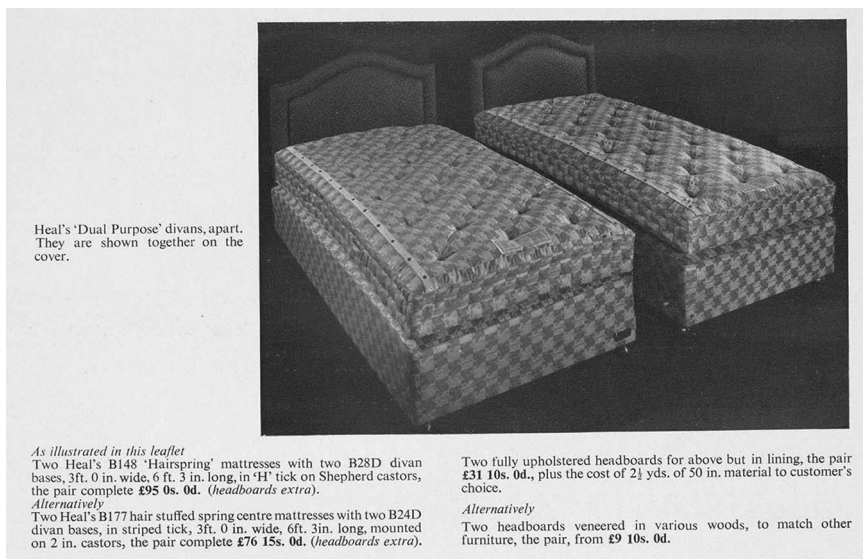 Heal's 'Dual Purpose' divans, apart.
They are shown together on the
cover.
As illustrated in this leaflet
Two Heal's B148 'Hairspring' mattresses with two B28D divan
bases, 3ft. 0 in. wide, 6 ft. 3 in. long, in 'H' tick on Shepherd castors,
the pair complete £95 0s. 0d. (headboards extra).
Alternatively
Two Heal's B177 hair stuffed spring centre mattresses with two B24D
divan bases, in striped tick, 3ft. 0 in. wide, 6ft. 3in. long, mounted
on 2 in. castors, the pair complete £76 15s. 0d. (headboards extra).
Two fully upholstered headboards for above but in lining, the pair
£31 10s. 0d., plus the cost of 2½ yds. of 50 in. material to customer's
choice.
Alternatively
Two headboards veneered in various woods, to match other
furniture, the pair, from £9 10s. 0d.